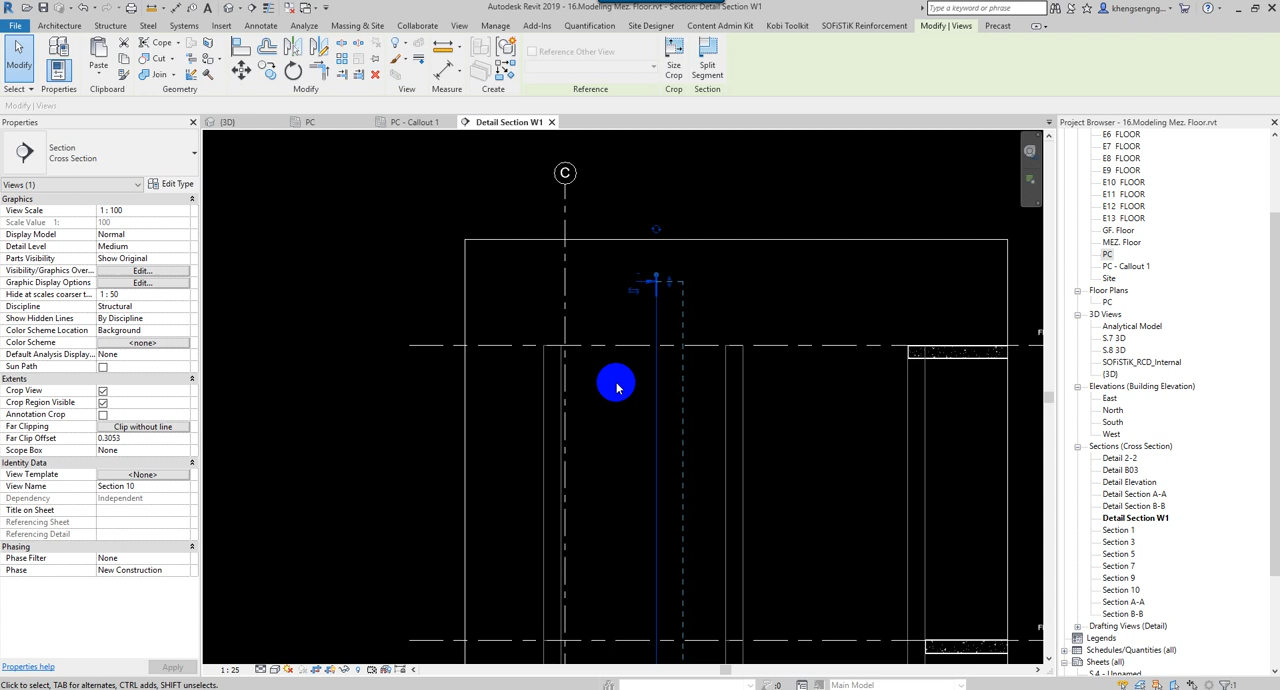 Autodesk Revit 2024.2 - 16.Modeling Mez. Floor.rvt - Section: Detail Section W1
Enter keyword or phrase
khengsengng...
File Architecture Structure Steel Systems Insert Annotate Analyze Massing & Site Collaborate View Manage Add-Ins Quantification Site Designer Content Admin Kit Kobi Toolkit SOFiSTiK Reinforcement Modify | Views Precast
Cope
Reference Other View
Cut
Modify Paste Join Size Crop Split Segment
Select Properties Clipboard Geometry Modify View Measure Create Reference Crop Section
Modify | Views
Properties
{3D} PC PC - Callout 1 Detail Section W1
Project Browser - 16.Modeling Mez. Floor.rvt
Section
Cross Section
Views (1) Edit Type
Graphics
View Scale 1 : 100
Scale Value 1: 100
Display Model Normal
Detail Level Medium
Parts Visibility Show Original
Visibility/Graphics Over... Edit...
Graphic Display Options Edit...
Hide at scales coarser t... 1 : 50
Discipline Structural
Show Hidden Lines By Discipline
Color Scheme Location Background
Color Scheme <none>
Default Analysis Display... None
Sun Path
Extents
Crop View
Crop Region Visible
Annotation Crop
Far Clipping Clip without line
Far Clip Offset 0.3053
Scope Box None
Identity Data
View Template <None>
View Name Section 10
Dependency Independent
Title on Sheet
Referencing Sheet
Referencing Detail
Phasing
Phase Filter None
Phase New Construction
Properties help Apply
C
E6 FLOOR
E7 FLOOR
E8 FLOOR
E9 FLOOR
E10 FLOOR
E11 FLOOR
E12 FLOOR
E13 FLOOR
GF. Floor
MEZ. Floor
PC
PC - Callout 1
Site
Floor Plans
PC
3D Views
Analytical Model
S.7 3D
S.8 3D
SOFiSTiK_RCD_Internal
{3D}
Elevations (Building Elevation)
East
North
South
West
Sections (Cross Section)
Detail 2-2
Detail B03
Detail Elevation
Detail Section A-A
Detail Section B-B
Detail Section W1
Section 1
Section 3
Section 5
Section 7
Section 9
Section 10
Section A-A
Section B-B
Drafting Views (Detail)
Legends
Schedules/Quantities (all)
Sheets (all)
S.4 - Unnamed
1 : 25
Click to select, TAB for alternates, CTRL adds, SHIFT unselects.
:0 Main Model :1